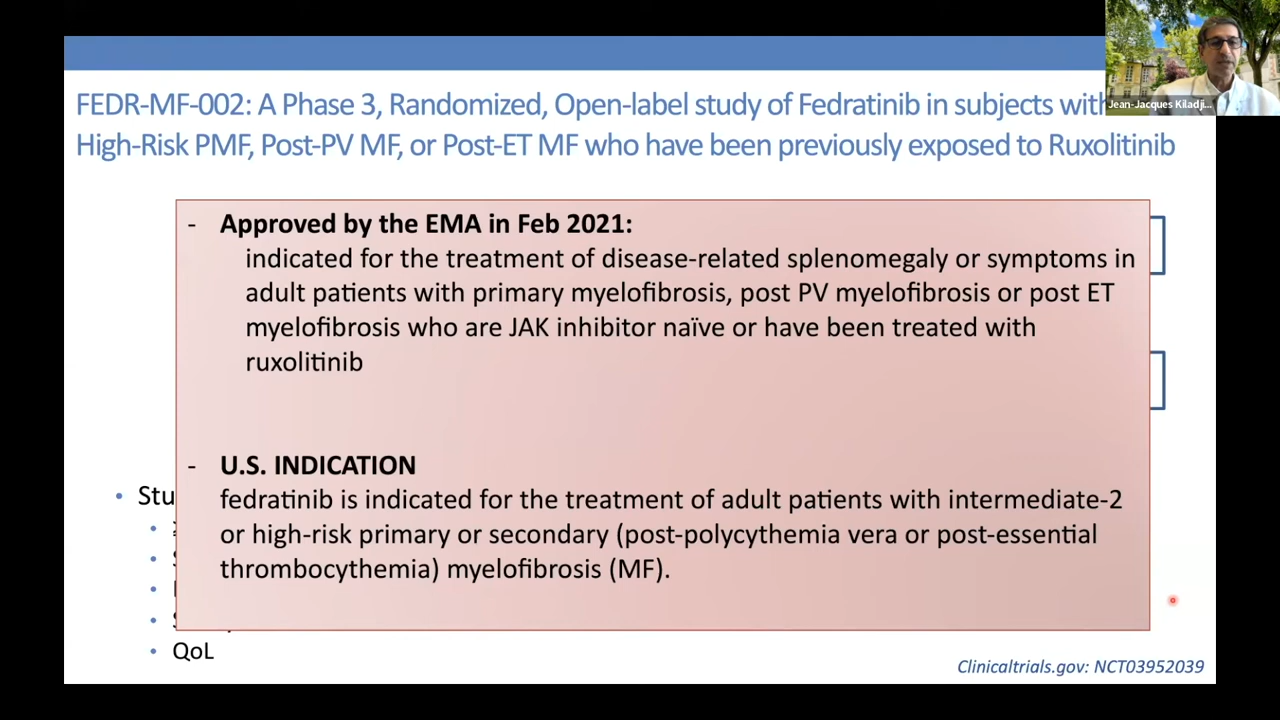 Jean-Jacques Kiladji...
FEDR-MF-002: A Phase 3, Randomized, Open-label study of Fedratinib in subjects with
High-Risk PMF, Post-PV MF, or Post-ET MF who have been previously exposed to Ruxolitinib
- Approved by the EMA in Feb 2021:
indicated for the treatment of disease-related splenomegaly or symptoms in
adult patients with primary myelofibrosis, post PV myelofibrosis or post ET
myelofibrosis who are JAK inhibitor naïve or have been treated with
ruxolitinib
- U.S. INDICATION
fedratinib is indicated for the treatment of adult patients with intermediate-2
or high-risk primary or secondary (post-polycythemia vera or post-essential
thrombocythemia) myelofibrosis (MF).
• Stu
• QoL
Clinicaltrials.gov: NCT03952039